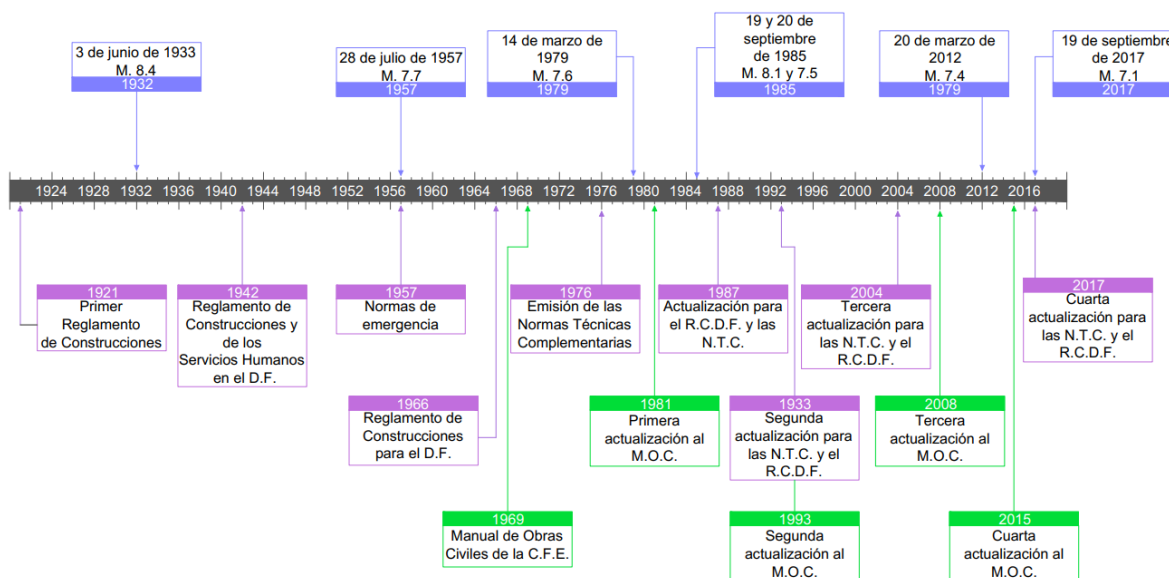 3 de junio de 1933
M. 8.4
1932
28 de julio de 1957
M. 7.7
1957
14 de marzo de
1979
M. 7.6
1979
19 y 20 de
septiembre
de 1985
M. 8.1 y 7.5
1985
20 de marzo de
2012
M. 7.4
1979
19 de septiembre
de 2017
M. 7.1
2017
1924 1928 1932 1936 1940 1942 1944 1948 1952 1956 1960 1964 1968 1972 1976 1980 1984 1988 1992 1996 2000 2004 2008 2012 2016
1921
Primer
Reglamento
de Construcciones
1942
Reglamento de
Construcciones y
de los
Servicios Humanos
en el D.F.
1957
Normas de
emergencia
1976
Emisión de las
Normas Técnicas
Complementarias
1987
Actualización para
el R.C.D.F. y las
N.T.C.
2004
Tercera
actualización para
las N.T.C. y el
R.C.D.F.
2017
Cuarta
actualización para
las N.T.C. y el
R.C.D.F.
1966
Reglamento de
Construcciones
para el D.F.
1981
Primera
actualización al
M.O.C.
1933
Segunda
actualización para
las N.T.C. y el
R.C.D.F.
2008
Tercera
actualización al
M.O.C.
1969
Manual de Obras
Civiles de la C.F.E.
1993
Segunda
actualización al
M.O.C.
2015
Cuarta
actualización al
M.O.C.